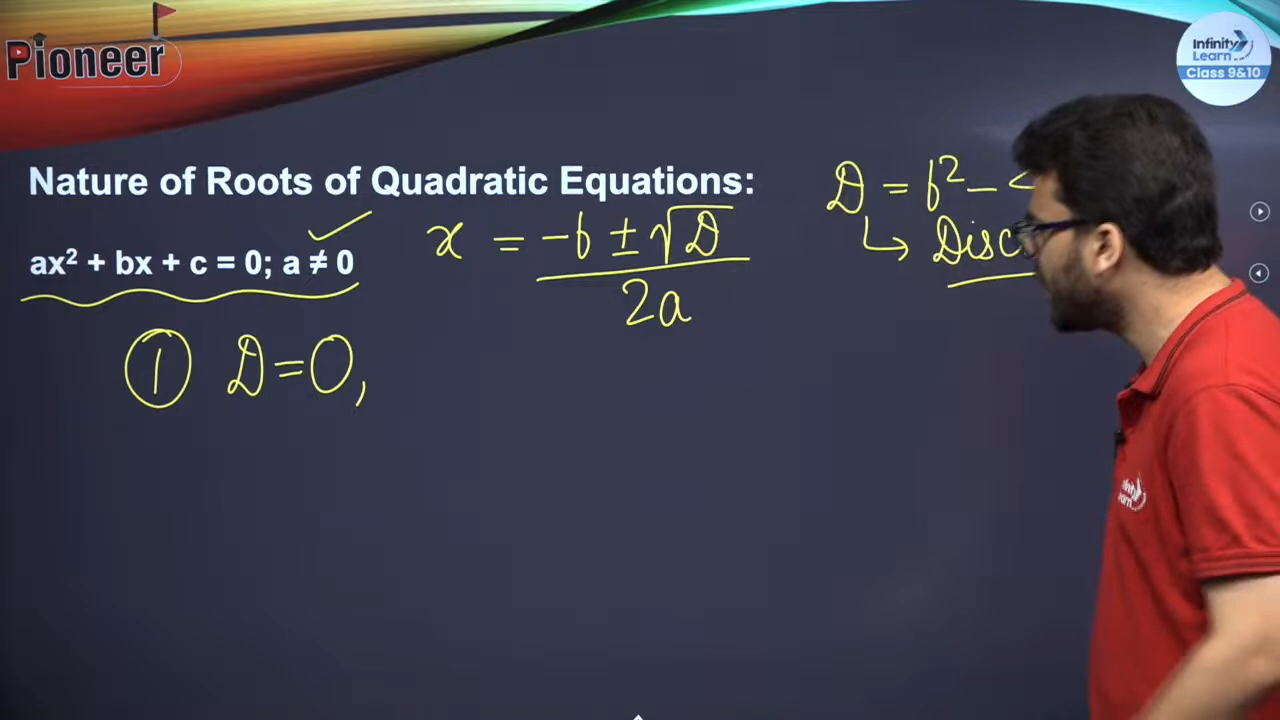 Pioneer
Infinity
Learn
Class 9&10
Nature of Roots of Quadratic Equations:
D = b² –
↳ Disc
ax² + bx + c = 0; a ≠ 0 ✓
x = -b ± √D / 2a
① D=0,